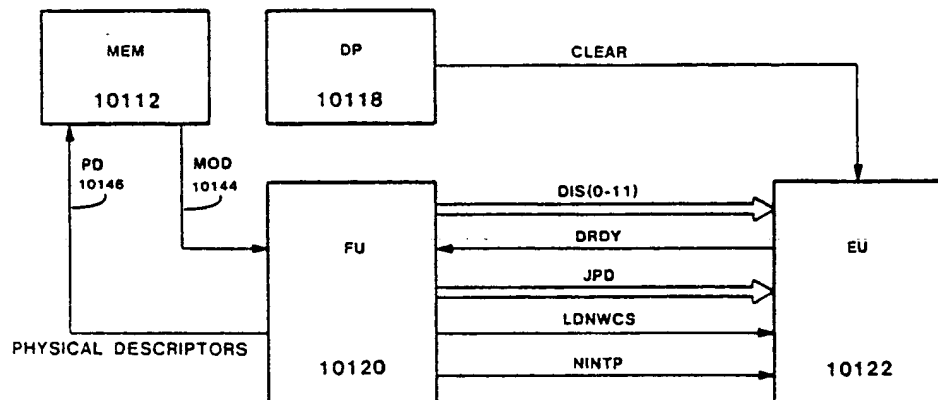 MEM
10112
DP
10118
CLEAR
PD
10146
MOD
10144
DIS(0-11)
DRDY
FU
EU
JPD
LDNWCS
PHYSICAL DESCRIPTORS
10120
NINTP
10122